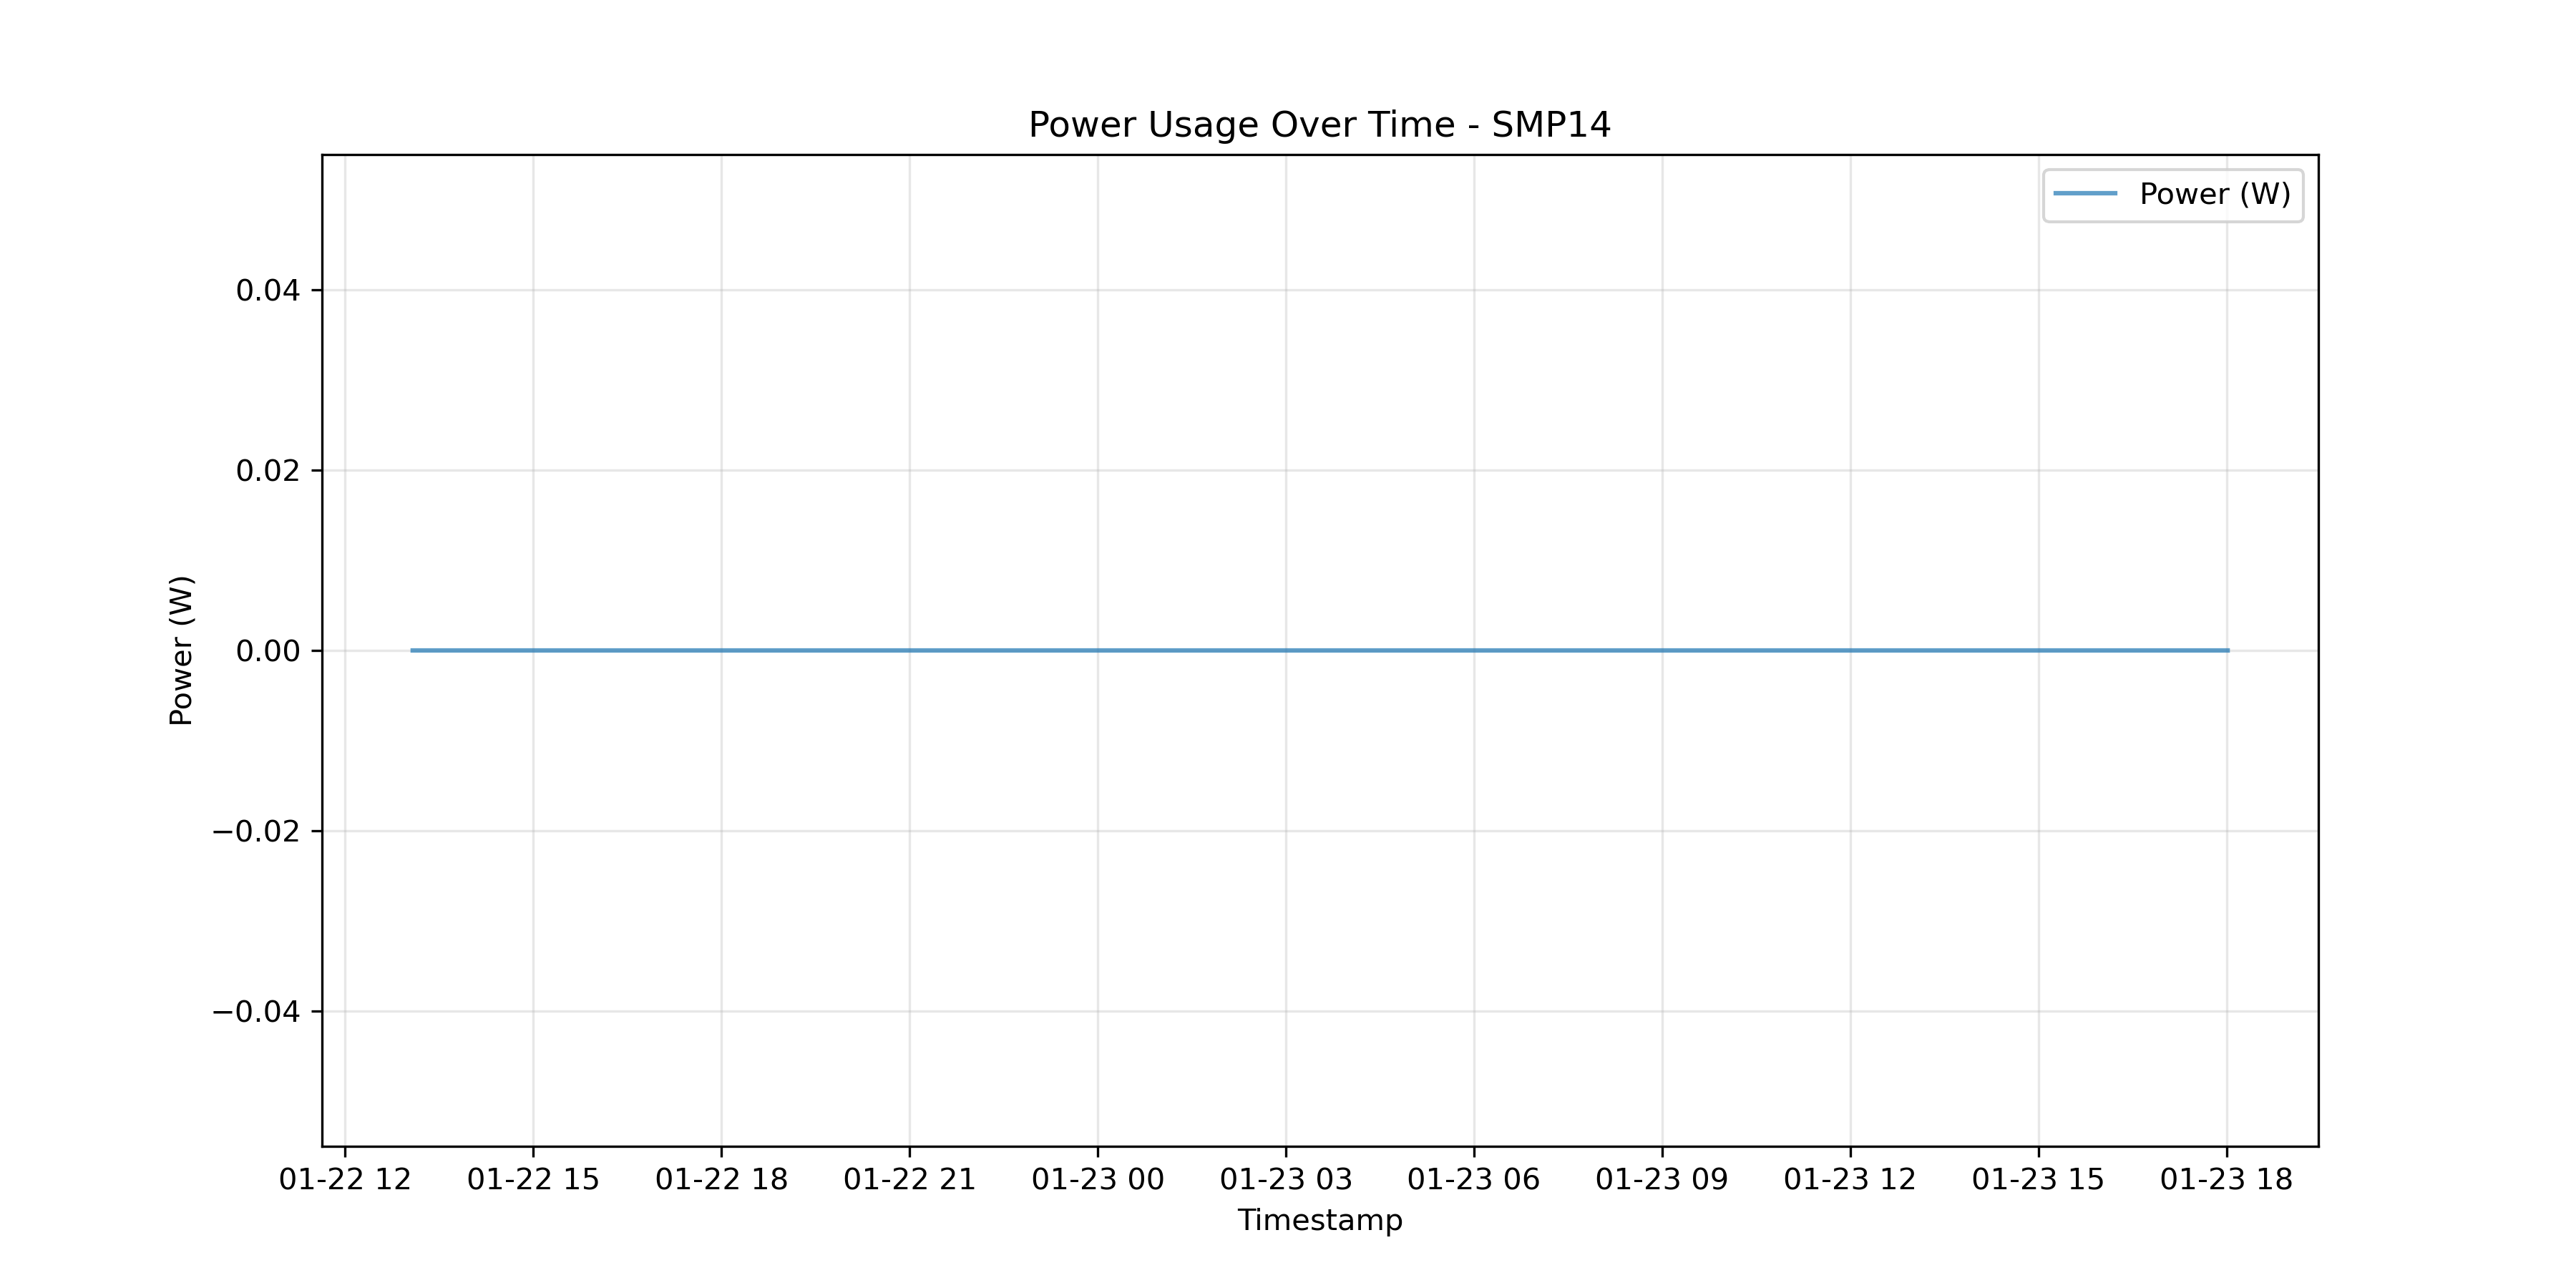 Power Usage Over Time - SMP14
Power (W)
0.04
0.02
0.00
−0.02
−0.04
Power (W)
01-22 12 01-22 15 01-22 18 01-22 21 01-23 00 01-23 03 01-23 06 01-23 09 01-23 12 01-23 15 01-23 18
Timestamp